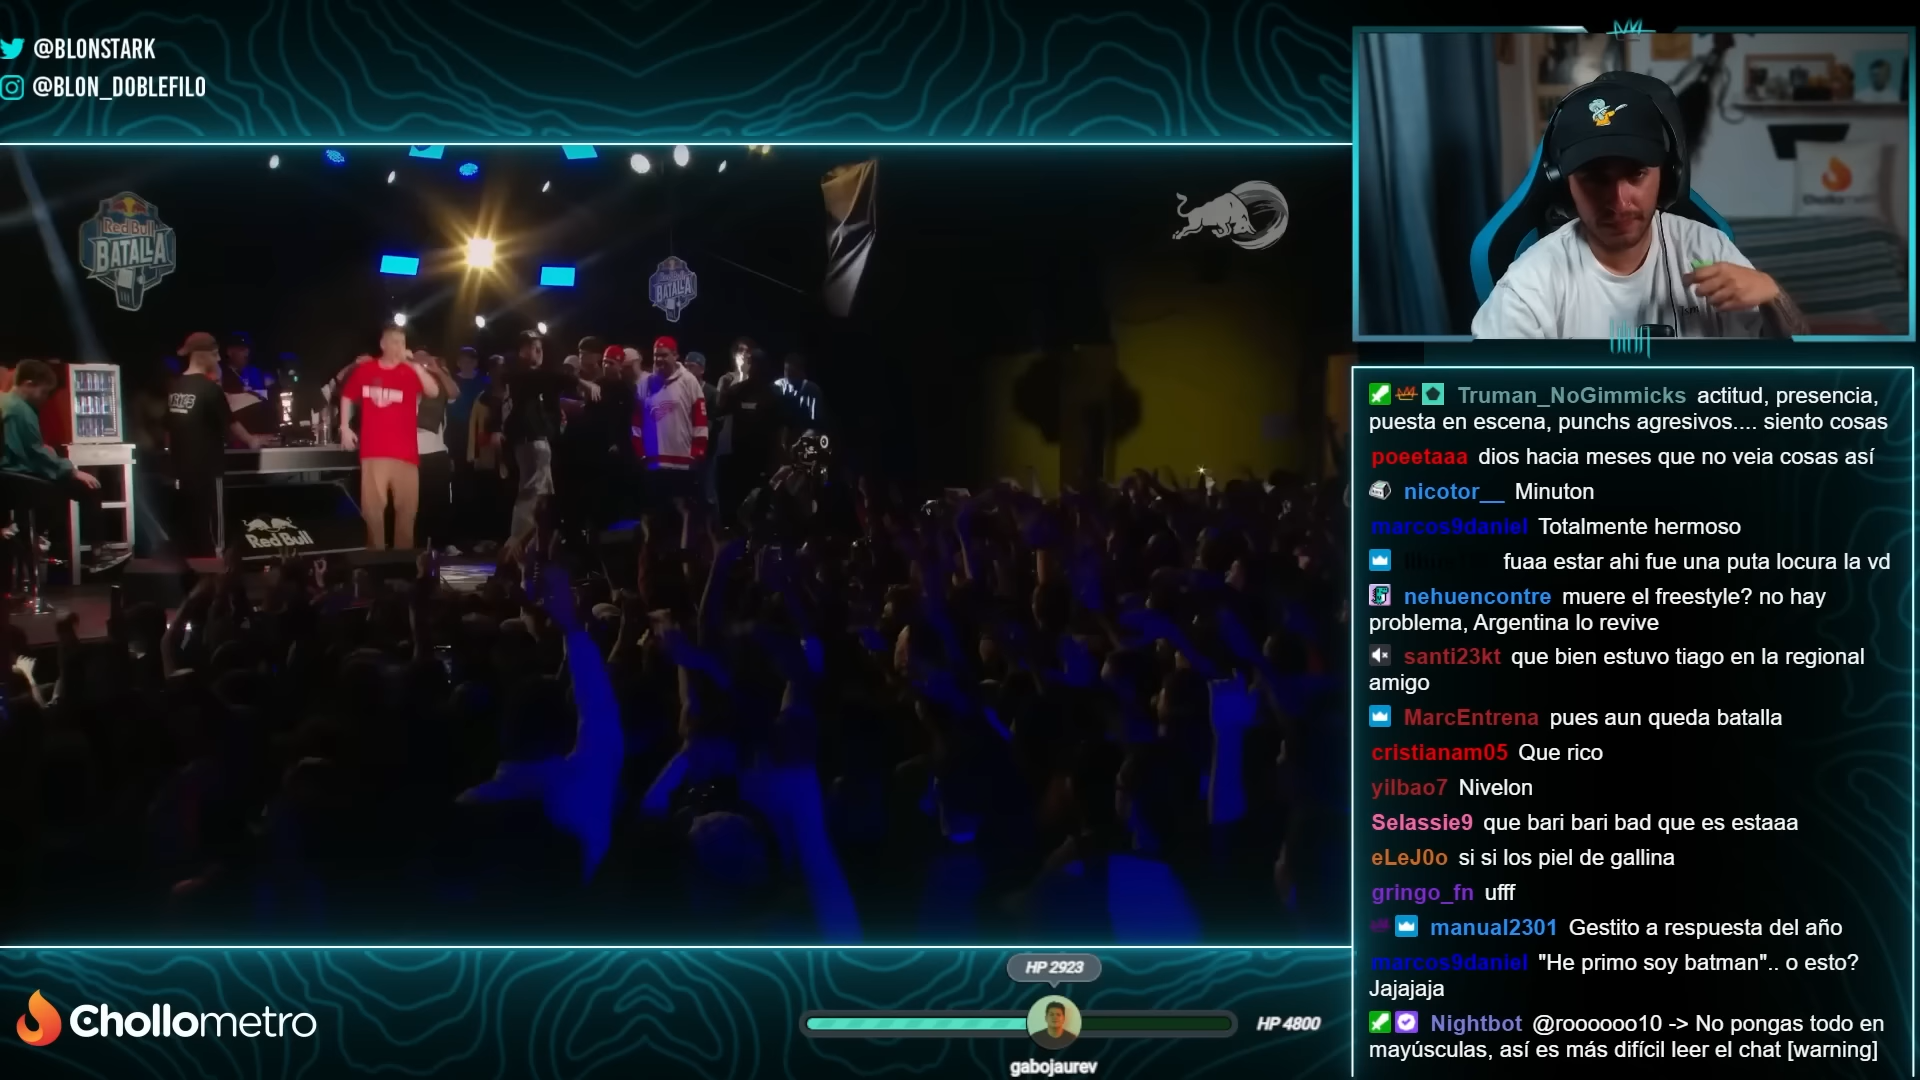 @BLONSTARK
@BLON_DOBLEFILO
Red Bull
BATALLA
BATALLA
Red Bull
Chollometro
HP 2923
HP 4800
gabojaurev
Truman_NoGimmicks actitud, presencia,
puesta en escena, punchs agresivos.... siento cosas
poeetaaa dios hacia meses que no veia cosas así
nicotor__ Minuton
marcos9daniel Totalmente hermoso
fuaa estar ahi fue una puta locura la vd
nehuencontre muere el freestyle? no hay
problema, Argentina lo revive
santi23kt que bien estuvo tiago en la regional
amigo
MarcEntrena pues aun queda batalla
cristianam05 Que rico
yilbao7 Nivelon
Selassie9 que bari bari bad que es estaaa
eLeJ0o si si los piel de gallina
gringo_fn ufff
manual2301 Gestito a respuesta del año
marcos9daniel "He primo soy batman".. o esto?
Jajajaja
Nightbot @roooooo10 -> No pongas todo en
mayúsculas, así es más difícil leer el chat [warning]